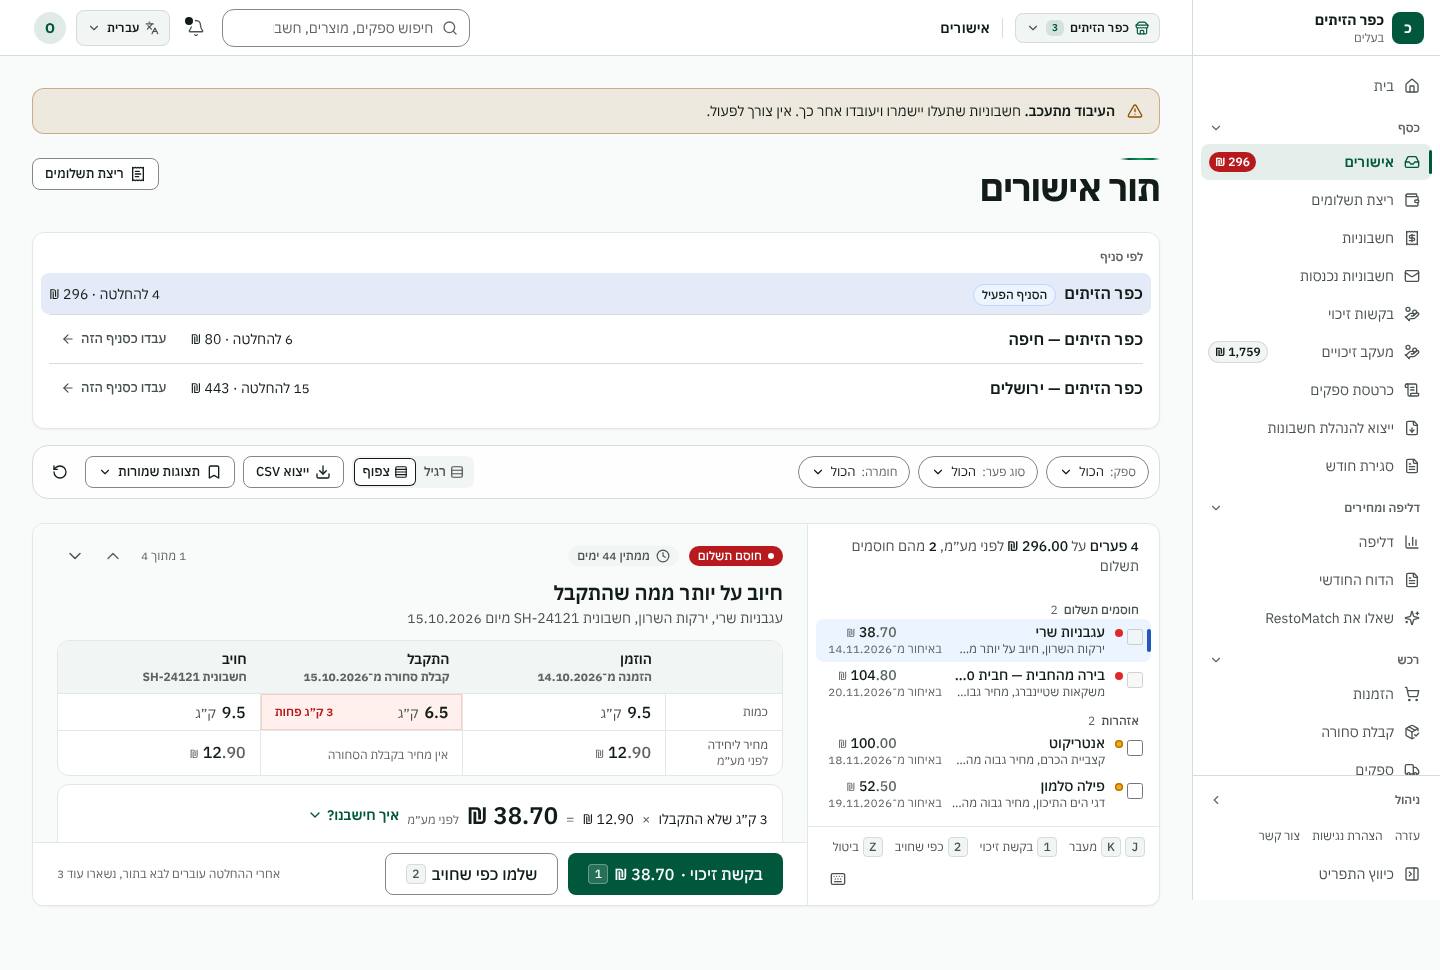 כ
כפר הזיתים
בעלים
בית
כסף
אישורים
296 ₪
ריצת תשלומים
חשבוניות
חשבוניות נכנסות
בקשות זיכוי
מעקב זיכויים
1,759 ₪
כרטסת ספקים
ייצוא להנהלת חשבונות
סגירת חודש
דליפה ומחירים
דליפה
הדוח החודשי
שאלו את RestoMatch
רכש
הזמנות
קבלת סחורה
ספקים
ניהול
עזרה
הצהרת נגישות
צור קשר
כיווץ התפריט
כפר הזיתים 3
אישורים
חיפוש ספקים, מוצרים, חשב
עברית
O
העיבוד מתעכב. חשבוניות שתעלו יישמרו ויעובדו אחר כך. אין צורך לפעול.
תור אישורים
ריצת תשלומים
לפי סניף
כפר הזיתים הסניף הפעיל 4 להחלטה · 296 ₪
כפר הזיתים — חיפה 6 להחלטה · 80 ₪ עבדו כסניף הזה
כפר הזיתים — ירושלים 15 להחלטה · 443 ₪ עבדו כסניף הזה
ספק: הכול
סוג פער: הכול
חומרה: הכול
רגיל
צפוף
ייצוא CSV
תצוגות שמורות
4 פערים על 296.00 ₪ לפני מע״מ, 2 מהם חוסמים
תשלום
חוסמים תשלום 2
עגבניות שרי 38.70 ₪
ירקות השרון, חיוב על יותר מ... באיחור מ־14.11.2026
בירה מהחבית — חבית 0... 104.80 ₪
משקאות שטיינברג, מחיר גבו... באיחור מ־20.11.2026
אזהרות 2
אנטריקוט 100.00 ₪
קצביית הכרם, מחיר גבוה מה... באיחור מ־18.11.2026
פילה סלמון 52.50 ₪
דגי הים התיכון, מחיר גבוה מה... באיחור מ־19.11.2026
J K מעבר 1 בקשת זיכוי 2 כפי שחויב Z ביטול
חוסם תשלום
ממתין 44 ימים
1 מתוך 4
חיוב על יותר ממה שהתקבל
עגבניות שרי, ירקות השרון, חשבונית SH-24121 מיום 15.10.2026
הוזמן התקבל חויב
הזמנה מ־14.10.2026 קבלת סחורה מ־15.10.2026 חשבונית SH-24121
כמות 9.5 ק״ג 6.5 ק״ג 3 ק״ג פחות 9.5 ק״ג
מחיר ליחידה
לפני מע״מ
12.90 ₪ אין מחיר בקבלת הסחורה 12.90 ₪
3 ק״ג שלא התקבלו × 12.90 ₪ = 38.70 ₪ לפני מע״מ איך חישבנו?
בקשת זיכוי · 38.70 ₪ 1
שלמו כפי שחויב 2
אחרי ההחלטה עוברים לבא בתור, נשארו עוד 3